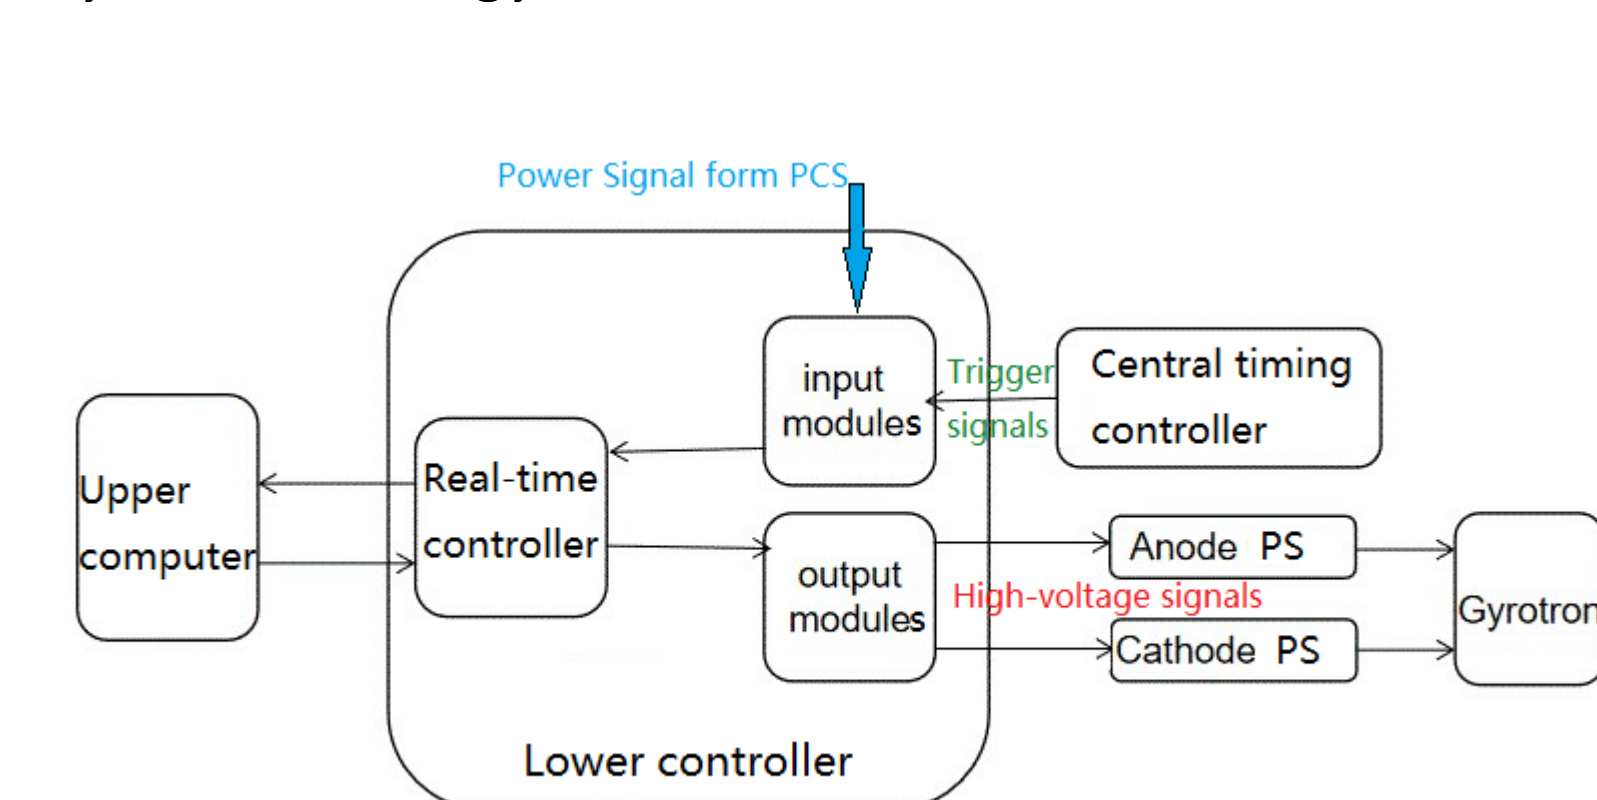 Power Signal form PCS
input
modules
Trigger
signals
Central timing
controller
Upper
computer
Real-time
controller
output
modules
Anode PS
High-voltage signals
Cathode PS
Gyrotron
Lower controller